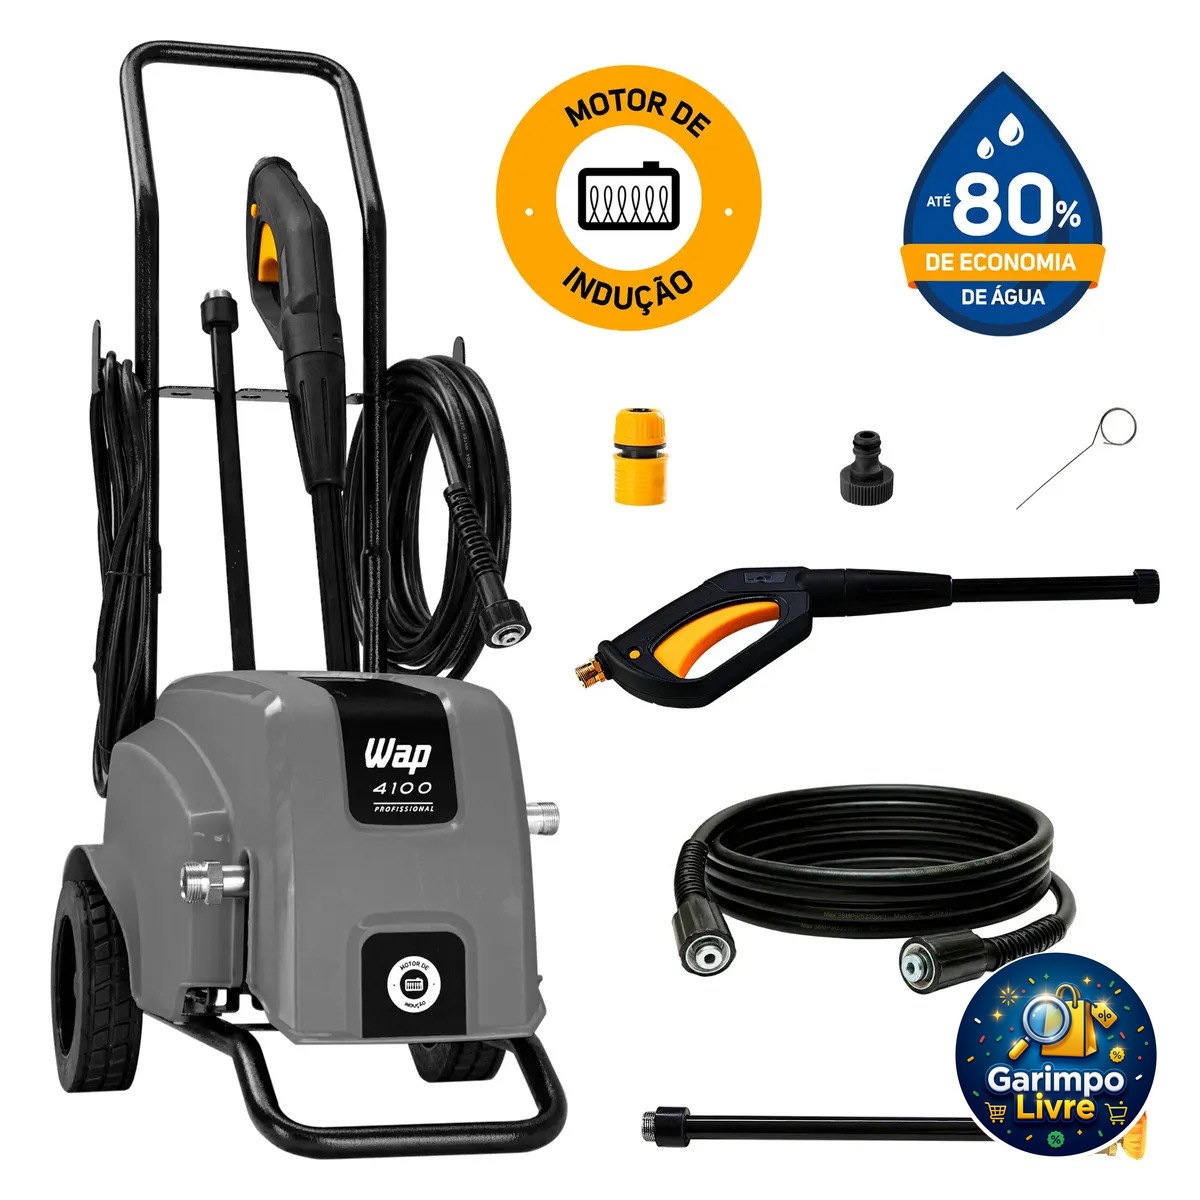 MOTOR DE
INDUÇÃO
ATÉ 80%
DE ECONOMIA
DE ÁGUA
Wap
4100
PROFISSIONAL
MOTOR DE
INDUÇÃO
Garimpo
Livre